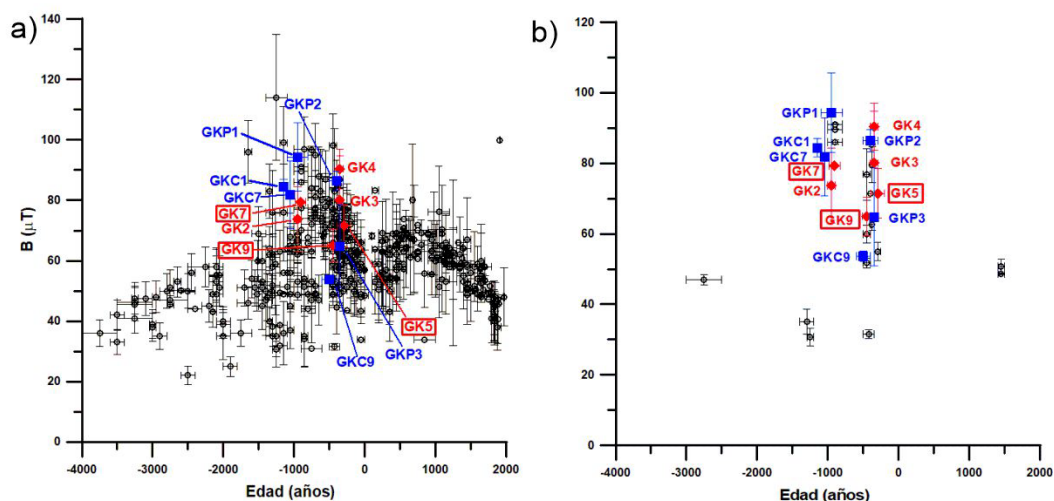 a)
140
120
100
80
60
40
20
0
B (μT)
GKP2
GKP1
GK4
GKC1
GK3
GKC7
GK7
GK2
GK9
GK5
GKP3
GKC9
-4000 -3000 -2000 -1000 0 1000 2000
Edad (años)
b)
120
100
80
60
40
20
0
GKP1
GK4
GKC1
GKP2
GKC7
GK3
GK7
GK5
GK2
GK9
GKP3
GKC9
-4000 -3000 -2000 -1000 0 1000 2000
Edad (años)